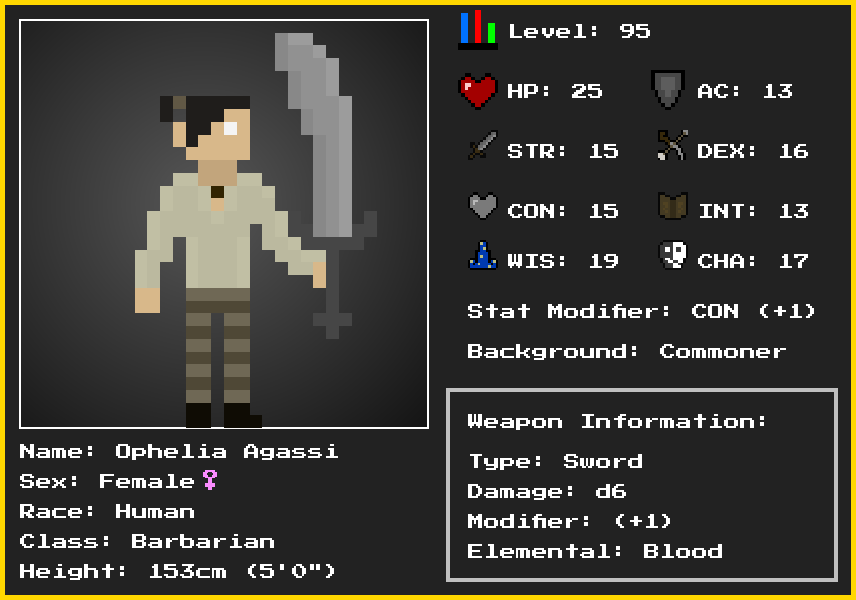 Level: 95
HP: 25 AC: 13
STR: 15 DEX: 16
CON: 15 INT: 13
WIS: 19 CHA: 17
Stat Modifier: CON (+1)
Background: Commoner
Weapon Information:
Type: Sword
Damage: d6
Modifier: (+1)
Elemental: Blood
Name: Ophelia Agassi
Sex: Female♀
Race: Human
Class: Barbarian
Height: 153cm (5'0")